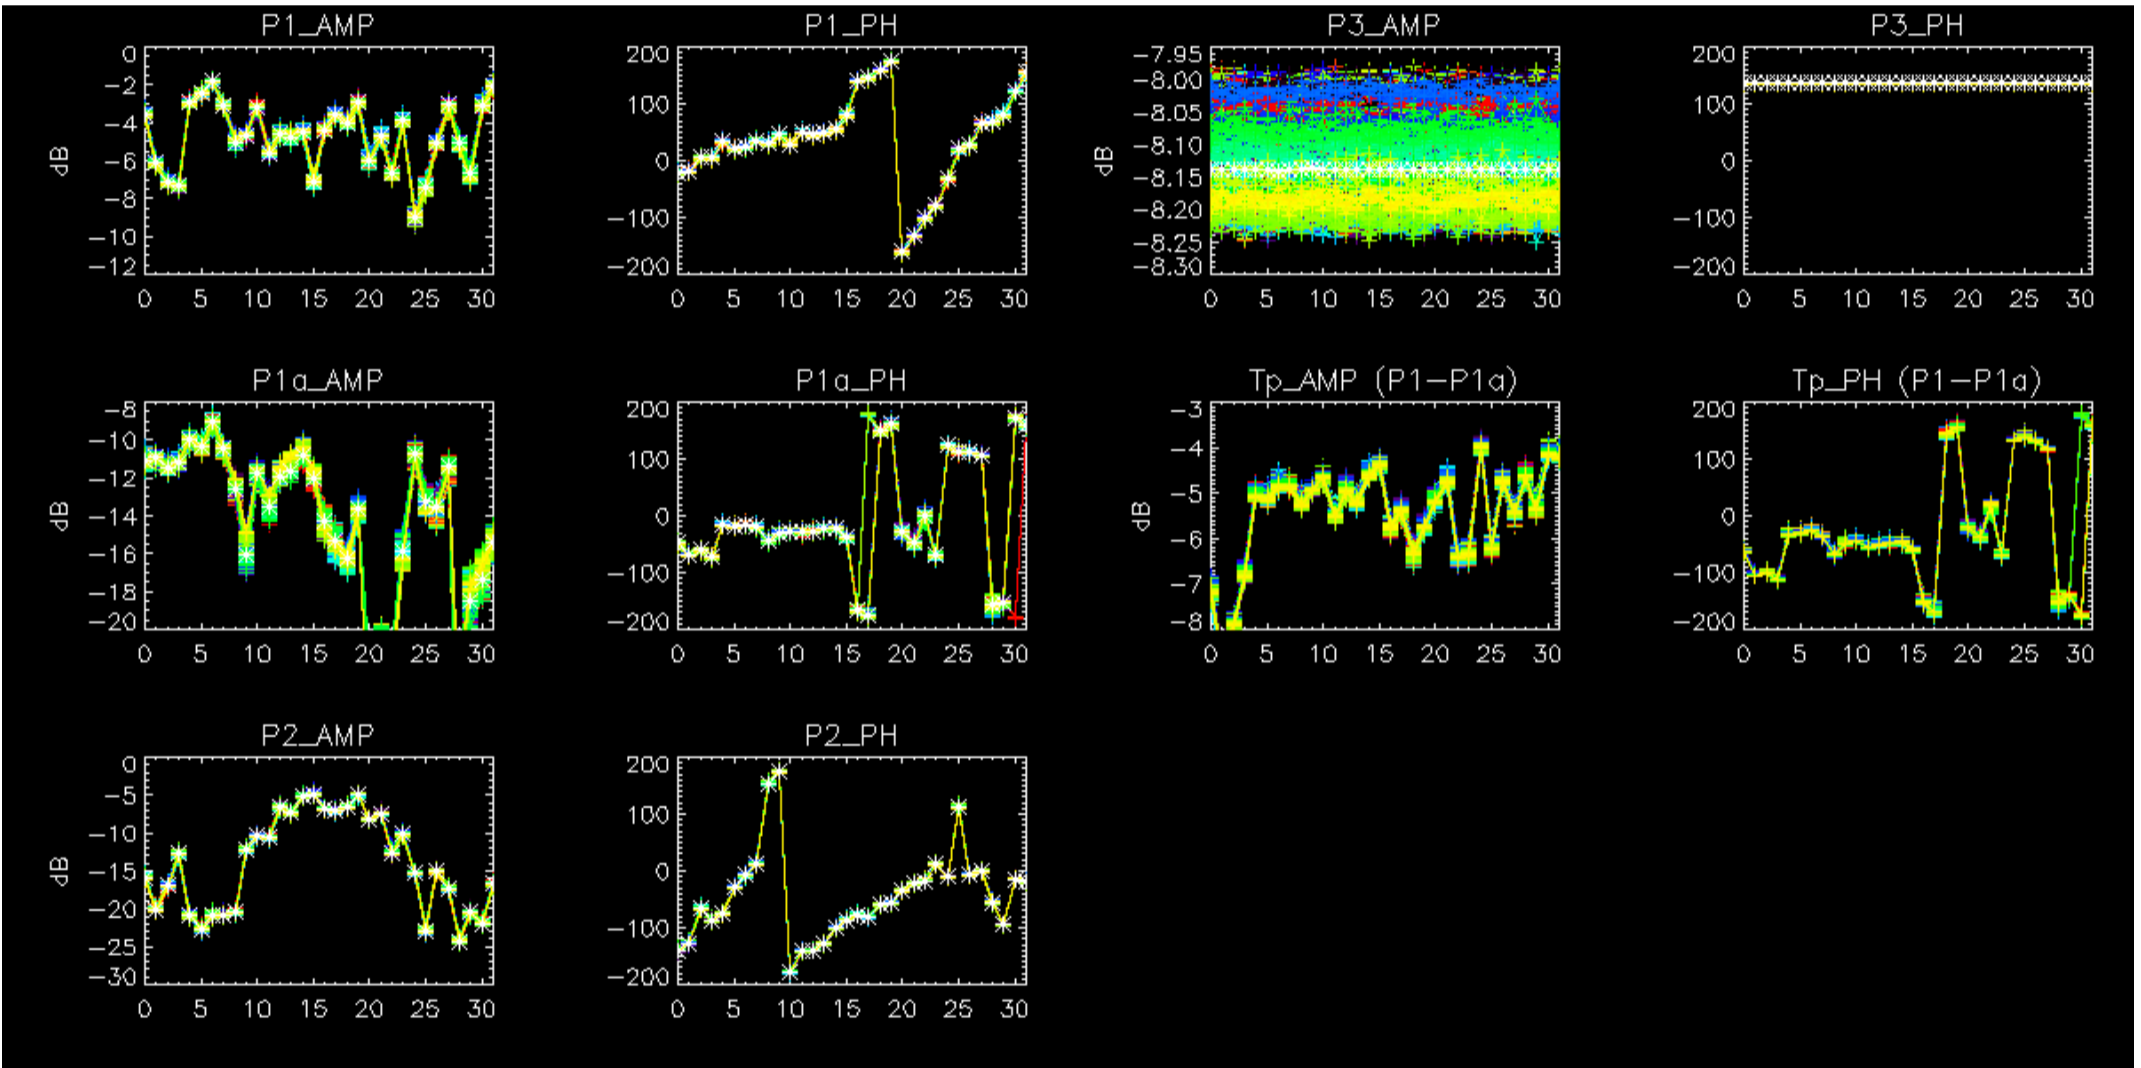 P1_AMP
dB
0
−2
−4
−6
−8
−10
−12
0 5 10 15 20 25 30
P1_PH
200
100
0
−100
−200
0 5 10 15 20 25 30
P3_AMP
dB
−7.95
−8.00
−8.05
−8.10
−8.15
−8.20
−8.25
−8.30
0 5 10 15 20 25 30
P3_PH
200
100
0
−100
−200
0 5 10 15 20 25 30
P1a_AMP
dB
−8
−10
−12
−14
−16
−18
−20
0 5 10 15 20 25 30
P1a_PH
200
100
0
−100
−200
0 5 10 15 20 25 30
Tp_AMP (P1−P1a)
dB
−3
−4
−5
−6
−7
−8
0 5 10 15 20 25 30
Tp_PH (P1−P1a)
200
100
0
−100
−200
0 5 10 15 20 25 30
P2_AMP
dB
0
−5
−10
−15
−20
−25
−30
0 5 10 15 20 25 30
P2_PH
200
100
0
−100
−200
0 5 10 15 20 25 30